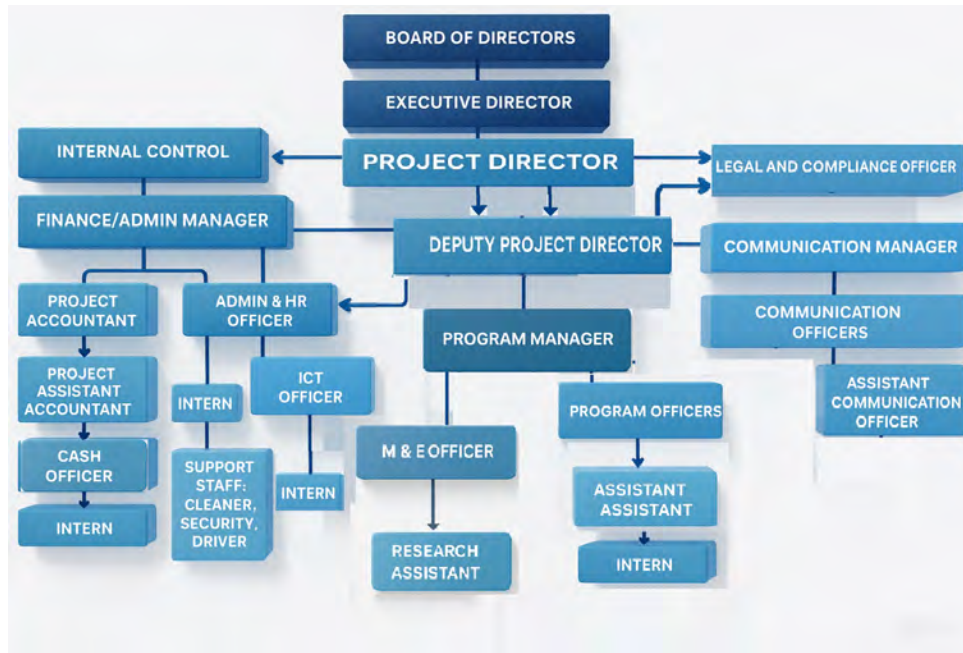 BOARD OF DIRECTORS
EXECUTIVE DIRECTOR
INTERNAL CONTROL
PROJECT DIRECTOR
LEGAL AND COMPLIANCE OFFICER
FINANCE/ADMIN MANAGER
DEPUTY PROJECT DIRECTOR
COMMUNICATION MANAGER
PROJECT
ACCOUNTANT
ADMIN & HR
OFFICER
PROGRAM MANAGER
COMMUNICATION
OFFICERS
PROJECT
ASSISTANT
ACCOUNTANT
INTERN
ICT
OFFICER
PROGRAM OFFICERS
ASSISTANT
COMMUNICATION
OFFICER
CASH
OFFICER
SUPPORT
STAFF:
CLEANER,
SECURITY,
DRIVER
INTERN
M & E OFFICER
ASSISTANT
ASSISTANT
INTERN
RESEARCH
ASSISTANT
INTERN